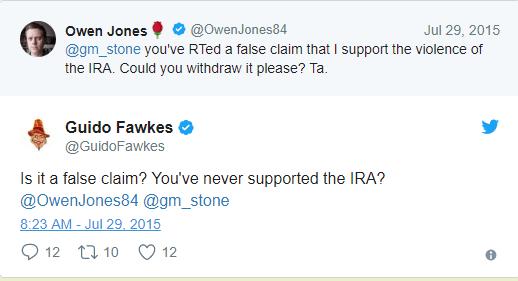 Owen Jones @OwenJones84 Jul 29, 2015
@gm_stone you've RTed a false claim that I support the violence of
the IRA. Could you withdraw it please? Ta.
Guido Fawkes
@GuidoFawkes
Is it a false claim? You've never supported the IRA?
@OwenJones84 @gm_stone
8:23 AM - Jul 29, 2015
12 10 12